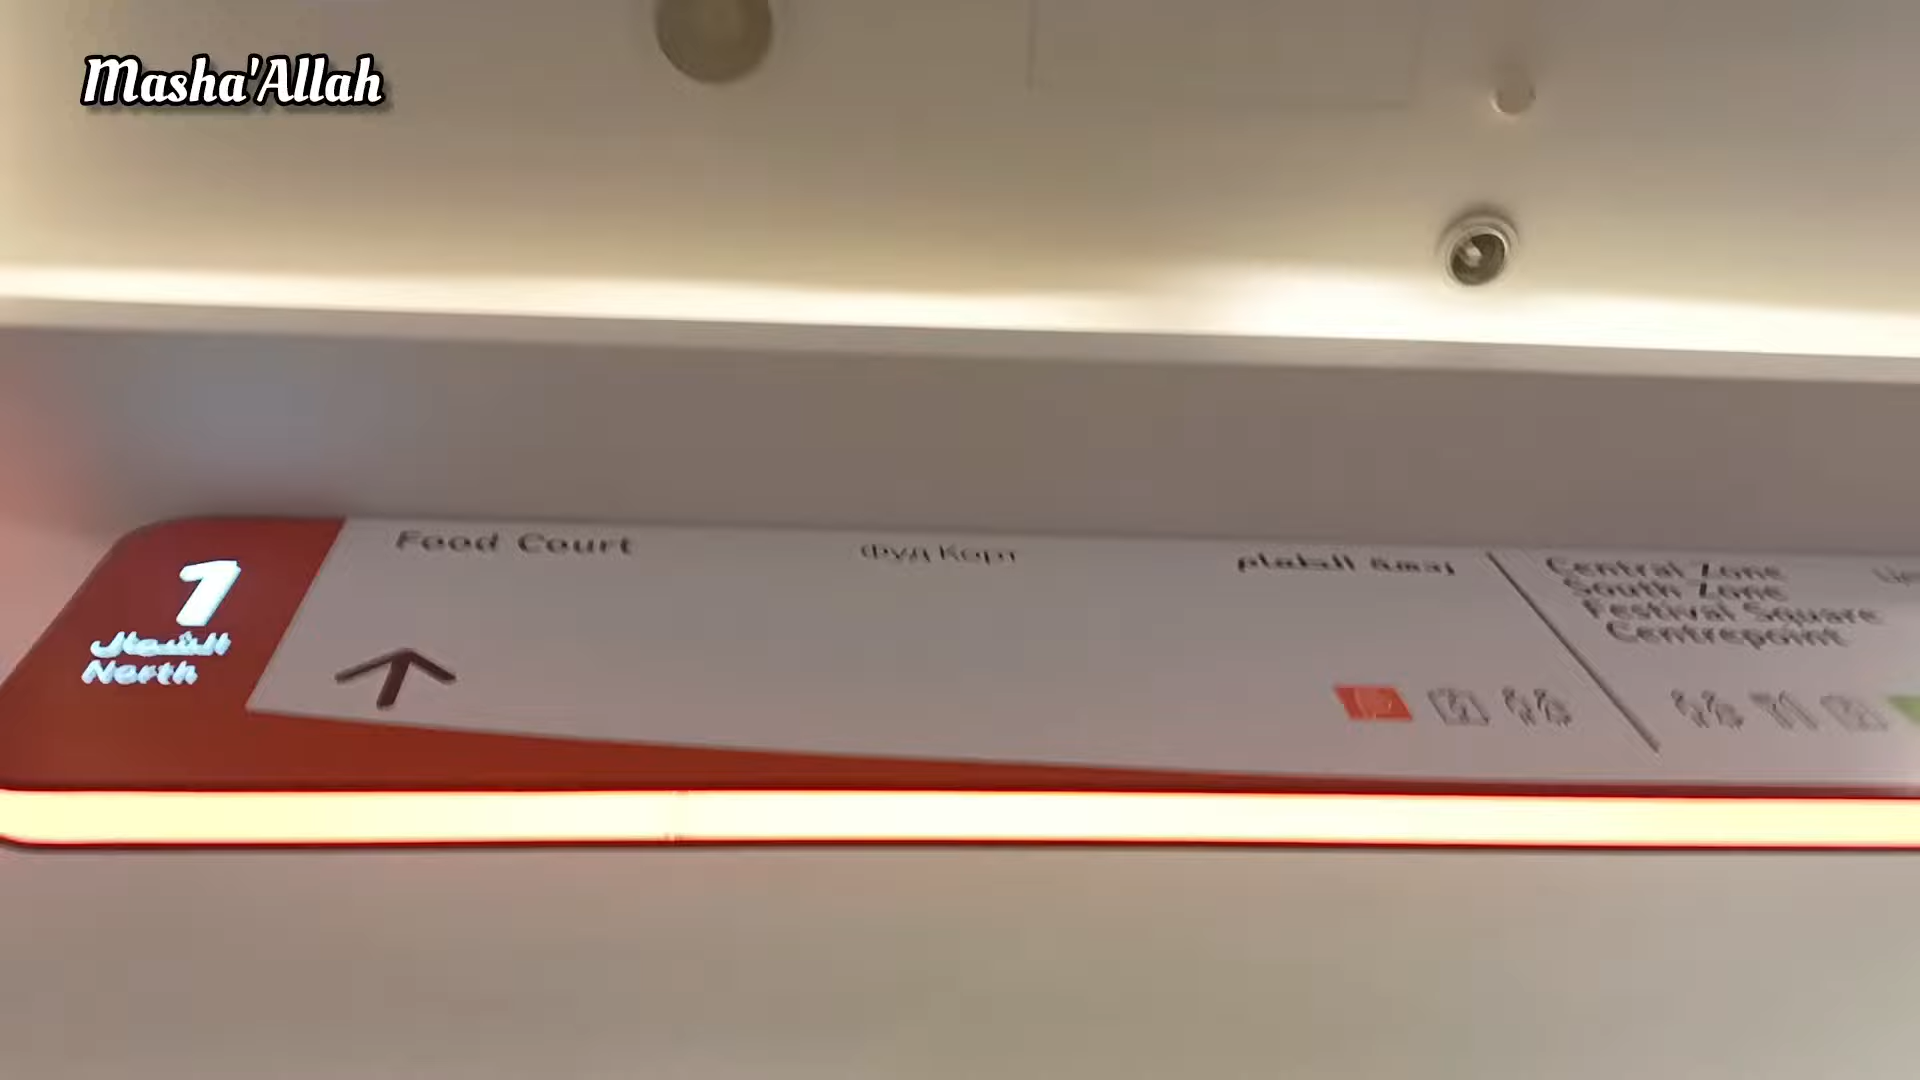 Masha'Allah
1
الشمال
North
Food Court
Фуд Корт
ردهة الطعام
Central Zone
South Zone
Festival Square
Centrepoint